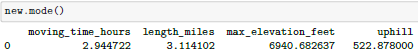 new.mode()
moving_time_hours length_miles max_elevation_feet uphill
0 2.944722 3.114102 6940.682637 522.878000